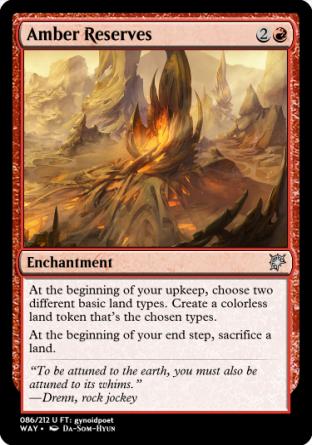 Amber Reserves 2
Enchantment
At the beginning of your upkeep, choose two
different basic land types. Create a colorless
land token that's the chosen types.
At the beginning of your end step, sacrifice a
land.
"To be attuned to the earth, you must also be
attuned to its whims."
—Drenn, rock jockey
086/212 U FT: gynoidpoet
WAY • Da-Som-Hyun